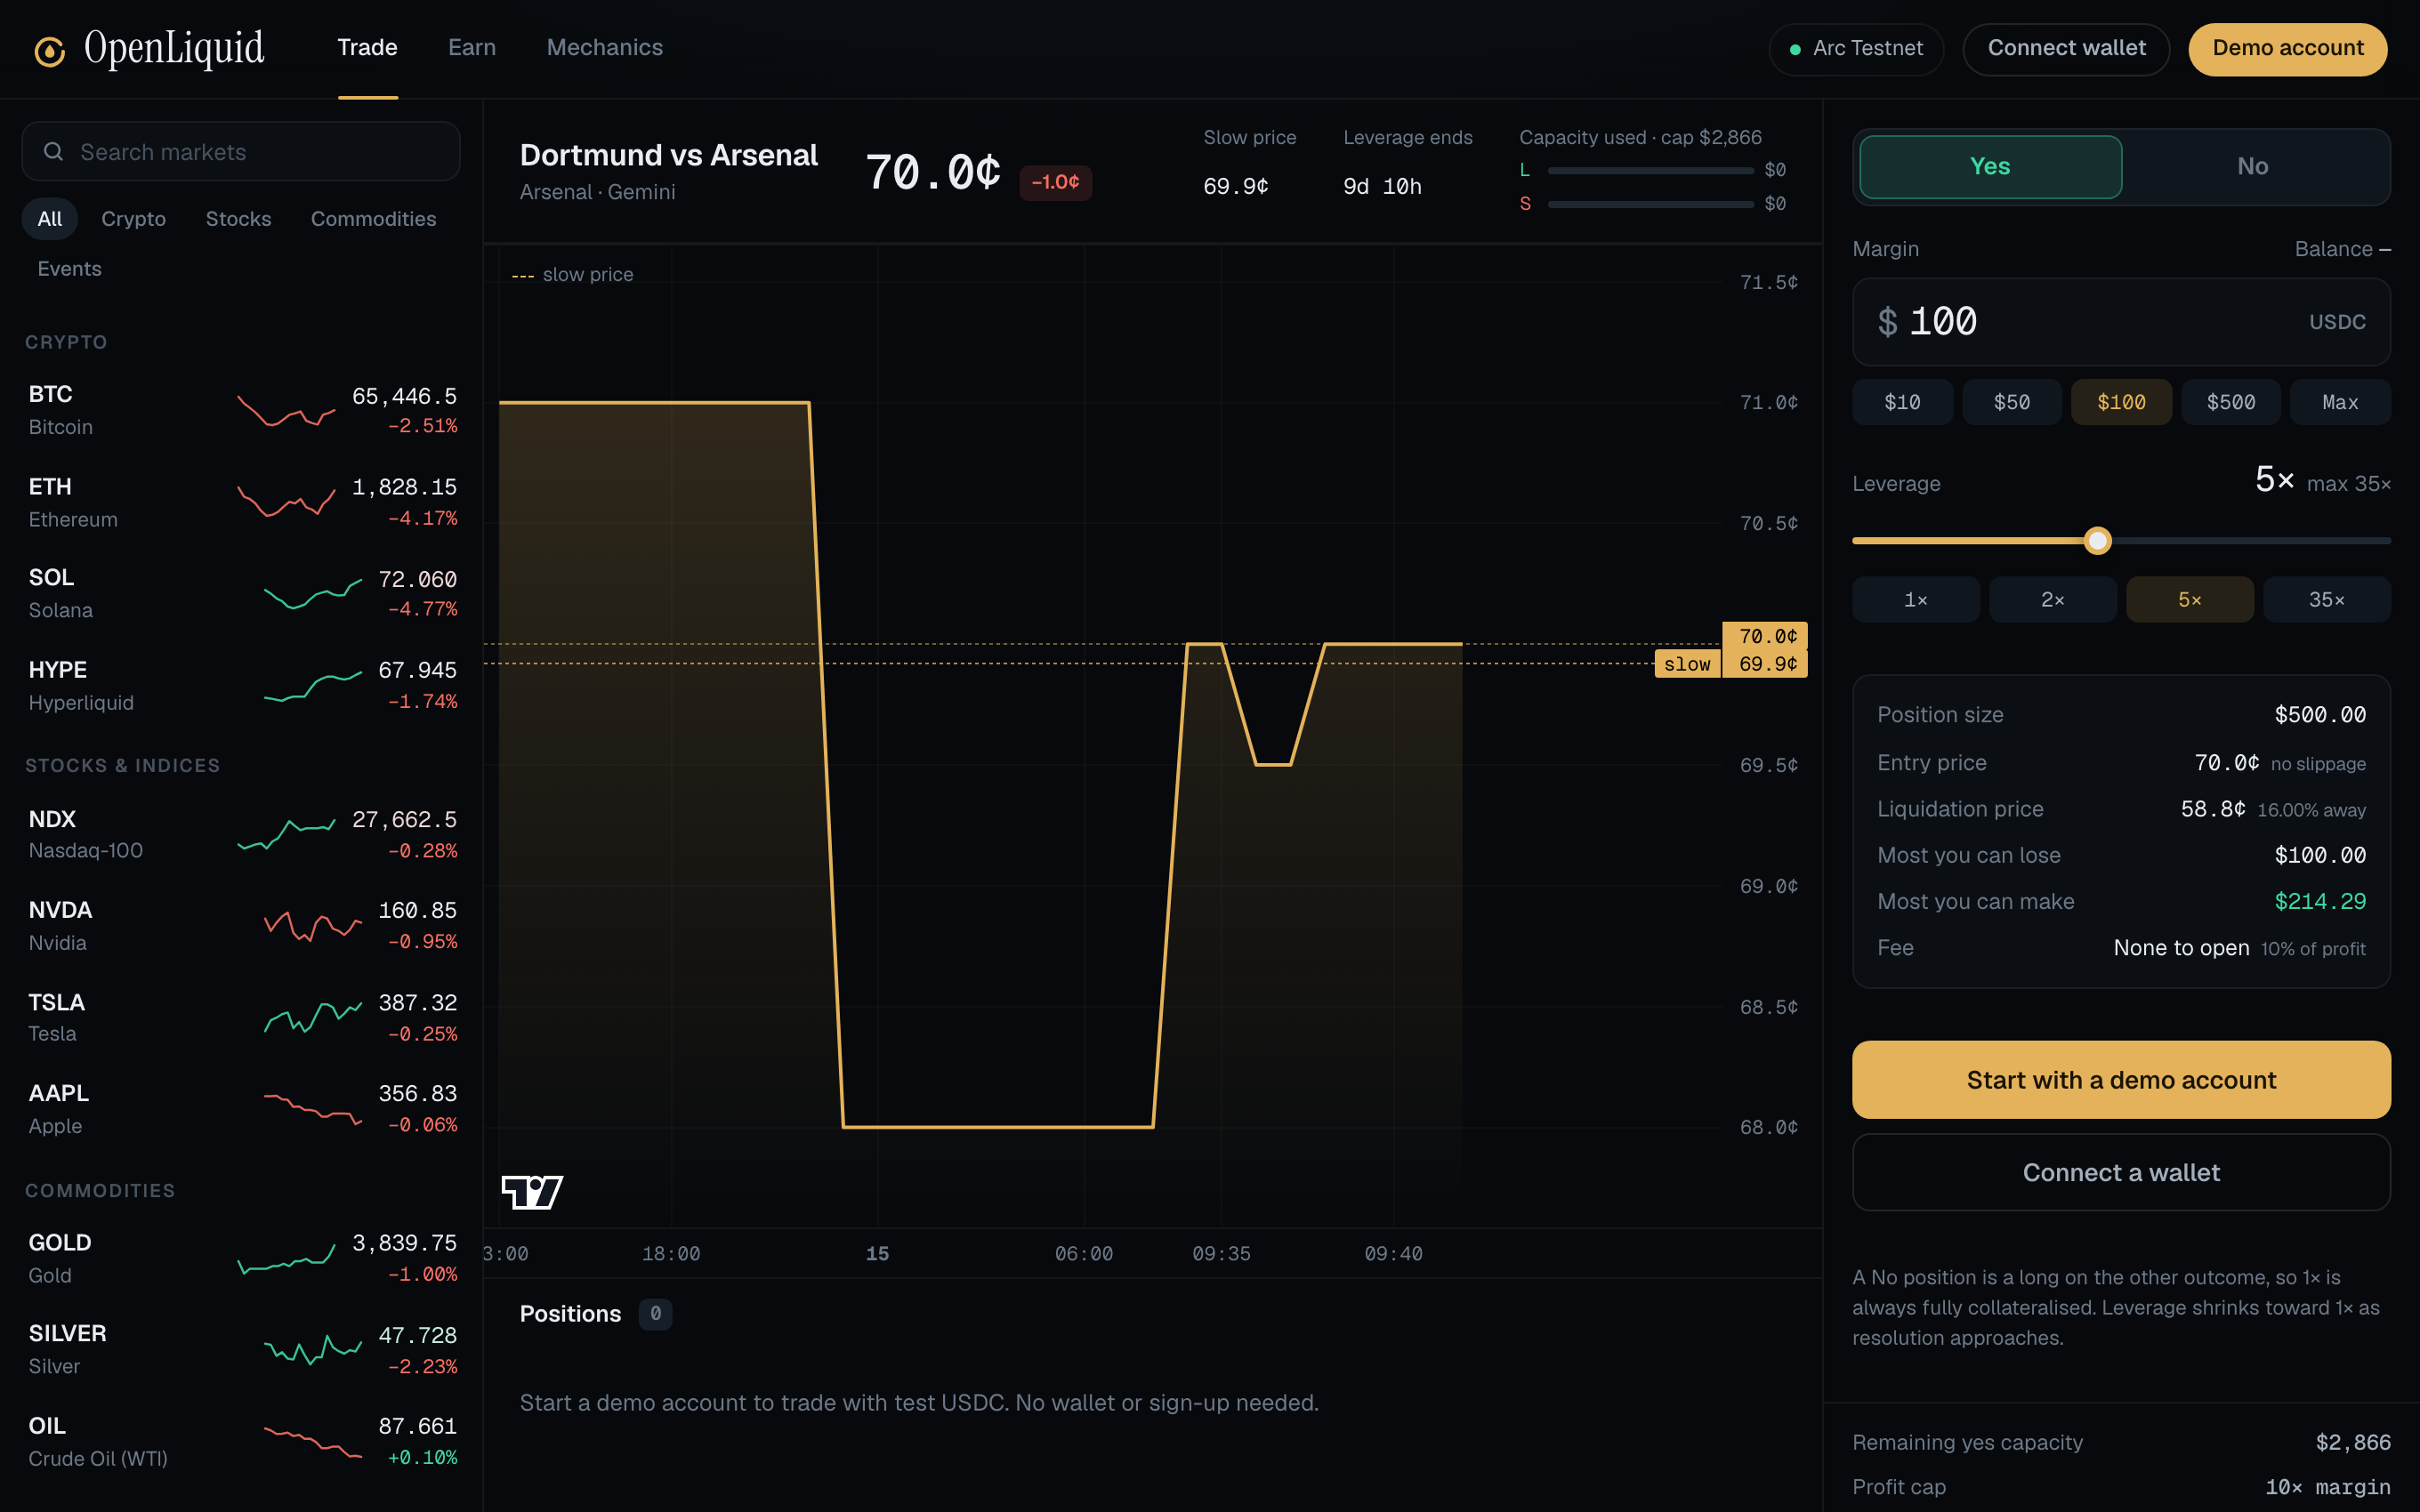 OpenLiquid
Trade
Earn
Mechanics
Arc Testnet
Connect wallet
Demo account
Search markets
All
Crypto
Stocks
Commodities
Events
CRYPTO
BTC
65,446.5
Bitcoin
-2.51%
ETH
1,828.15
Ethereum
-4.17%
SOL
72.060
Solana
-4.77%
HYPE
67.945
Hyperliquid
-1.74%
STOCKS & INDICES
NDX
27,662.5
Nasdaq-100
-0.28%
NVDA
160.85
Nvidia
-0.95%
TSLA
387.32
Tesla
-0.25%
AAPL
356.83
Apple
-0.06%
COMMODITIES
GOLD
3,839.75
Gold
-1.00%
SILVER
47.728
Silver
-2.23%
OIL
87.661
Crude Oil (WTI)
+0.10%
Dortmund vs Arsenal
Arsenal · Gemini
70.0¢
-1.0¢
Slow price
69.9¢
Leverage ends
9d 10h
Capacity used · cap $2,866
L $0
S $0
--- slow price
71.5¢
71.0¢
70.5¢
70.0¢
slow 69.9¢
69.5¢
69.0¢
68.5¢
68.0¢
3:00
18:00
15
06:00
09:35
09:40
Positions 0
Start a demo account to trade with test USDC. No wallet or sign-up needed.
Yes
No
Margin
Balance –
$ 100
USDC
$10
$50
$100
$500
Max
Leverage
5× max 35×
1×
2×
5×
35×
Position size
$500.00
Entry price
70.0¢ no slippage
Liquidation price
58.8¢ 16.00% away
Most you can lose
$100.00
Most you can make
$214.29
Fee
None to open 10% of profit
Start with a demo account
Connect a wallet
A No position is a long on the other outcome, so 1× is
always fully collateralised. Leverage shrinks toward 1× as
resolution approaches.
Remaining yes capacity
$2,866
Profit cap
10× margin